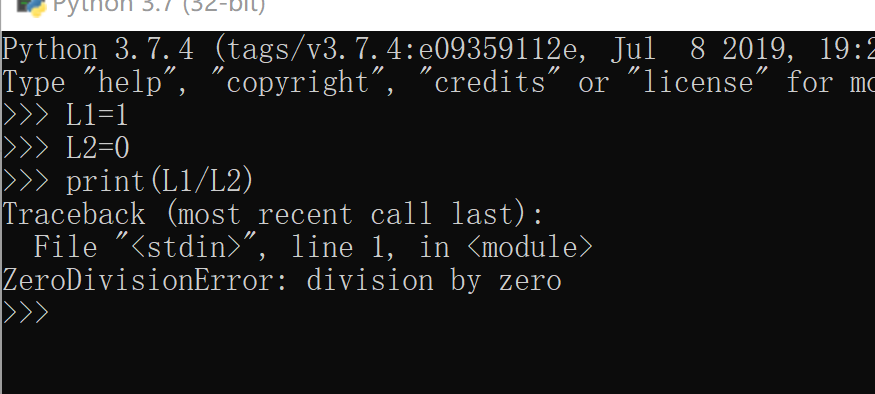 Python 3.7 (32-bit)
Python 3.7.4 (tags/v3.7.4:e09359112e, Jul  8 2019, 19:2
Type "help", "copyright", "credits" or "license" for mo
>>> L1=1
>>> L2=0
>>> print(L1/L2)
Traceback (most recent call last):
  File "<stdin>", line 1, in <module>
ZeroDivisionError: division by zero
>>>